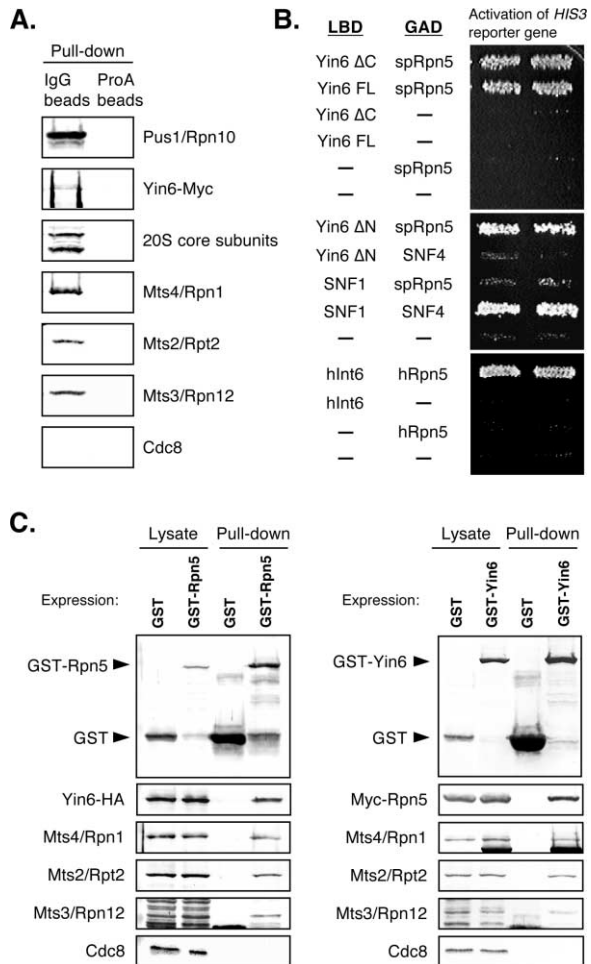 A.
Pull-down
IgG beads ProA beads
Pus1/Rpn10
Yin6-Myc
20S core subunits
Mts4/Rpn1
Mts2/Rpt2
Mts3/Rpn12
Cdc8
B.
LBD GAD Activation of HIS3 reporter gene
Yin6 ΔC spRpn5
Yin6 FL spRpn5
Yin6 ΔC —
Yin6 FL —
— spRpn5
— —
Yin6 ΔN spRpn5
Yin6 ΔN SNF4
SNF1 spRpn5
SNF1 SNF4
— —
hInt6 hRpn5
hInt6 —
— hRpn5
— —
C.
Lysate Pull-down
Expression: GST GST-Rpn5 GST GST-Rpn5
GST-Rpn5
GST
Yin6-HA
Mts4/Rpn1
Mts2/Rpt2
Mts3/Rpn12
Cdc8
Lysate Pull-down
Expression: GST GST-Yin6 GST GST-Yin6
GST-Yin6
GST
Myc-Rpn5
Mts4/Rpn1
Mts2/Rpt2
Mts3/Rpn12
Cdc8